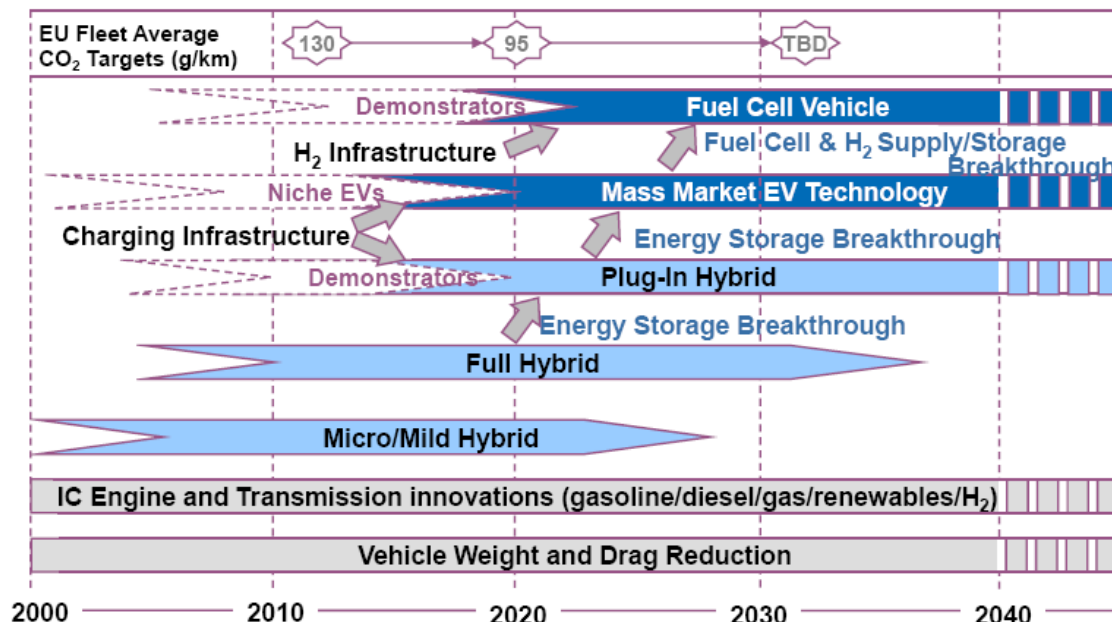 EU Fleet Average
CO₂ Targets (g/km)
130
95
TBD
Demonstrators
Fuel Cell Vehicle
H₂ Infrastructure
Fuel Cell & H₂ Supply/Storage
Breakthrough
Niche EVs
Mass Market EV Technology
Charging Infrastructure
Energy Storage Breakthrough
Demonstrators
Plug-In Hybrid
Energy Storage Breakthrough
Full Hybrid
Micro/Mild Hybrid
IC Engine and Transmission innovations (gasoline/diesel/gas/renewables/H₂)
Vehicle Weight and Drag Reduction
2000 2010 2020 2030 2040